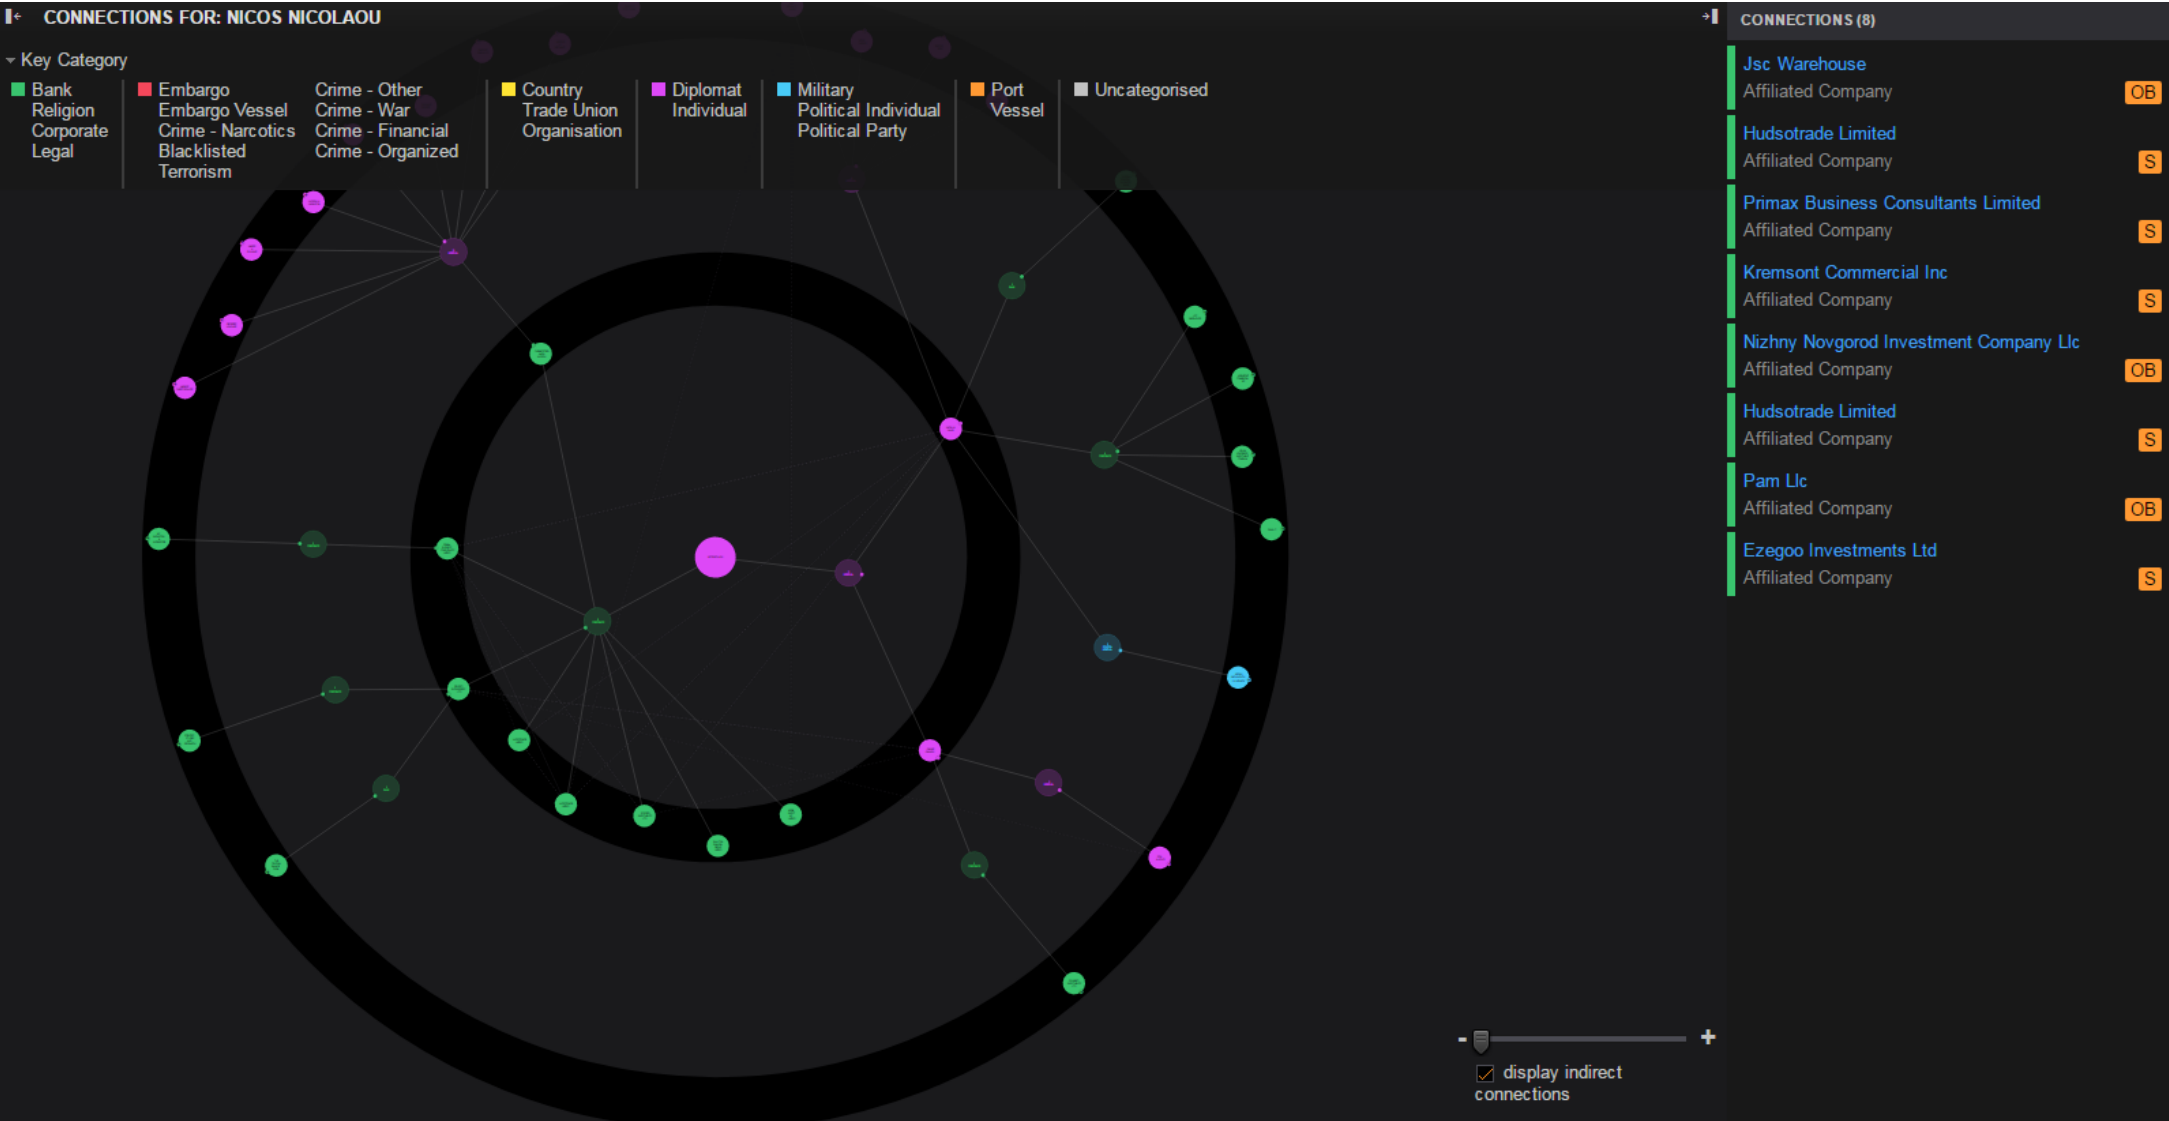 CONNECTIONS FOR: NICOS NICOLAOU
Key Category
Bank
Religion
Corporate
Legal
Embargo
Embargo Vessel
Crime - Narcotics
Blacklisted
Terrorism
Crime - Other
Crime - War
Crime - Financial
Crime - Organized
Country
Trade Union
Organisation
Diplomat
Individual
Military
Political Individual
Political Party
Port
Vessel
Uncategorised
CONNECTIONS (8)
Jsc Warehouse
Affiliated Company OB
Hudsotrade Limited
Affiliated Company S
Primax Business Consultants Limited
Affiliated Company S
Kremsont Commercial Inc
Affiliated Company S
Nizhny Novgorod Investment Company Llc
Affiliated Company OB
Hudsotrade Limited
Affiliated Company S
Pam Llc
Affiliated Company OB
Ezegoo Investments Ltd
Affiliated Company S
- +
display indirect
connections